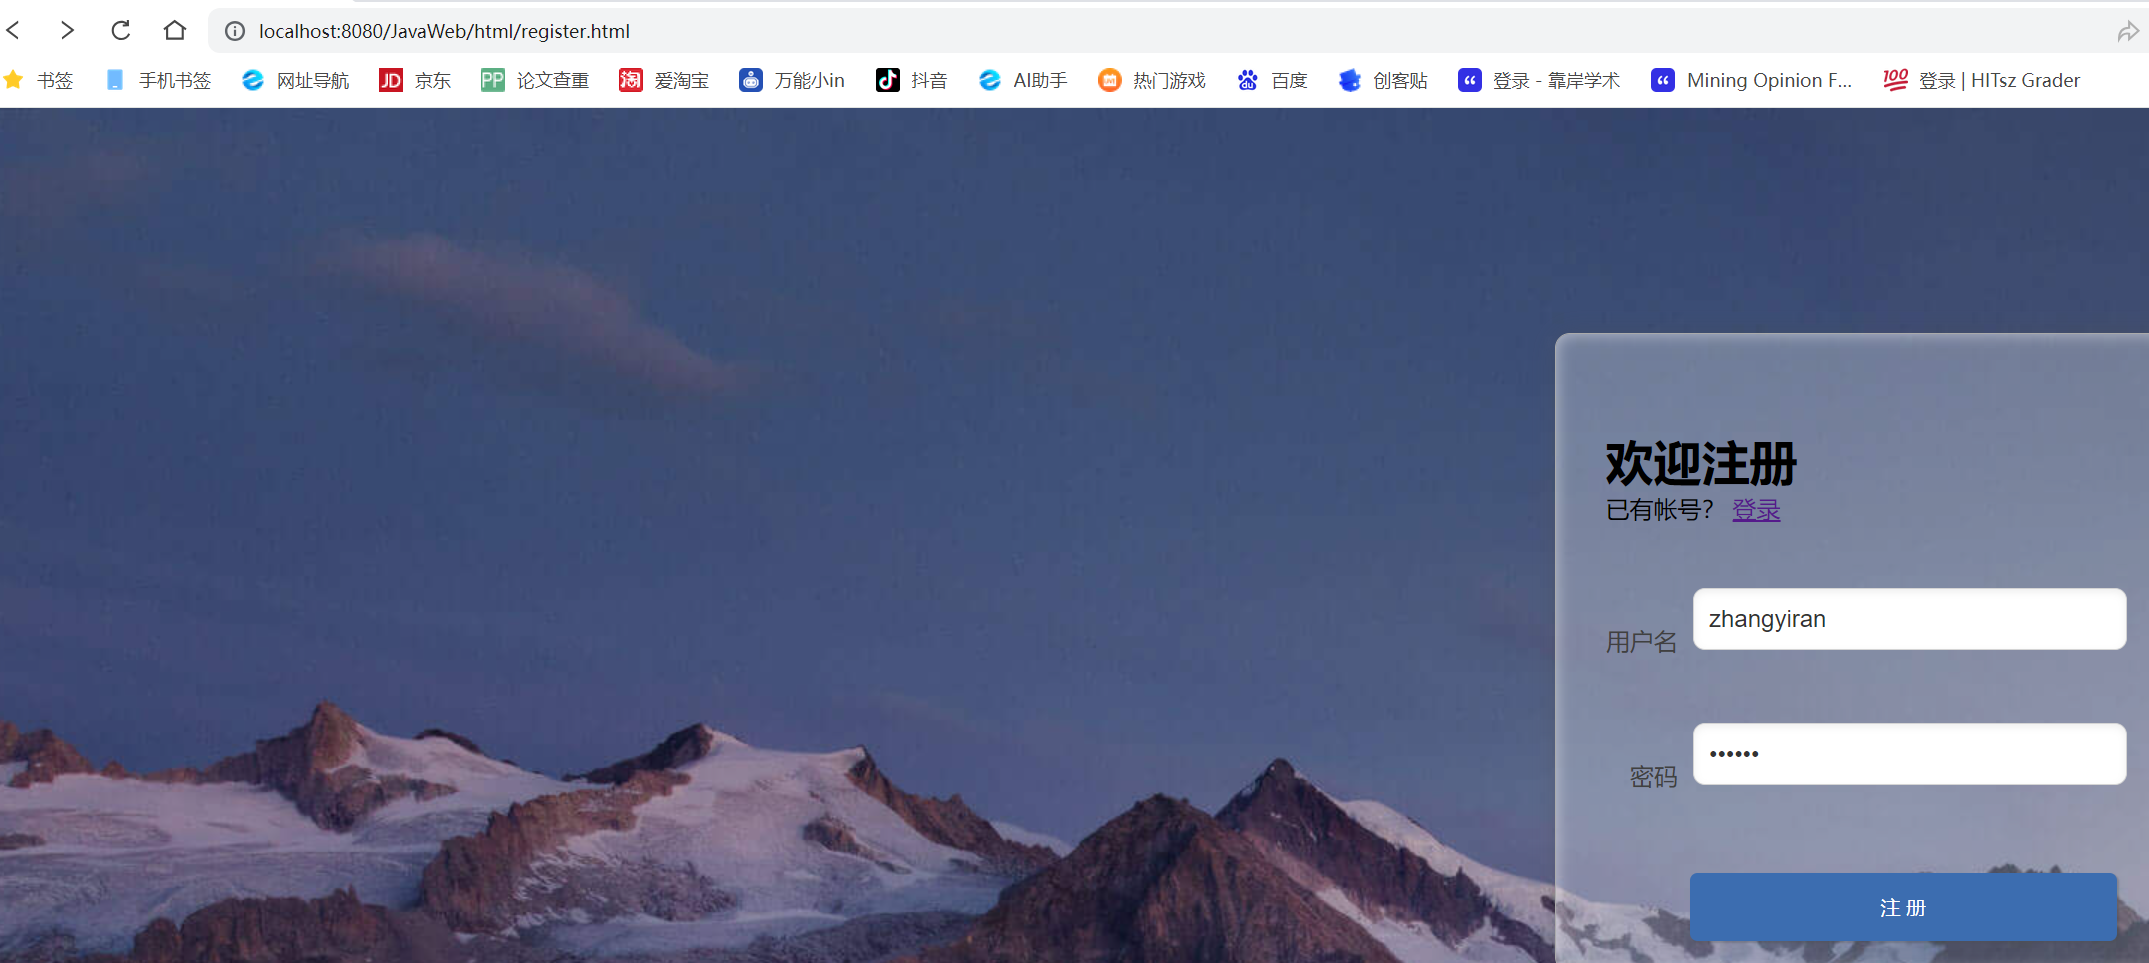 localhost:8080/JavaWeb/html/register.html
书签 手机书签 网址导航 JD 京东 PP 论文查重 淘 爱淘宝 万能小in 抖音 AI助手 热门游戏 du 百度 创客贴 登录 - 靠岸学术 Mining Opinion F... 100 登录 | HITsz Grader
欢迎注册
已有帐号？ 登录
用户名 zhangyiran
密码 ••••••
注 册